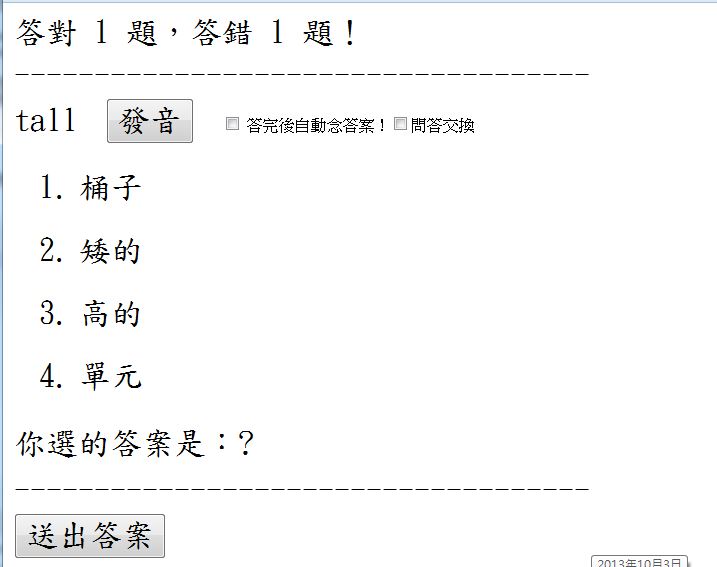 答對 1 題，答錯 1 題！
------------------------------------
tall 發音 答完後自動念答案！ 問答交換
1. 桶子
2. 矮的
3. 高的
4. 單元
你選的答案是：?
------------------------------------
送出答案
2013年10月3日